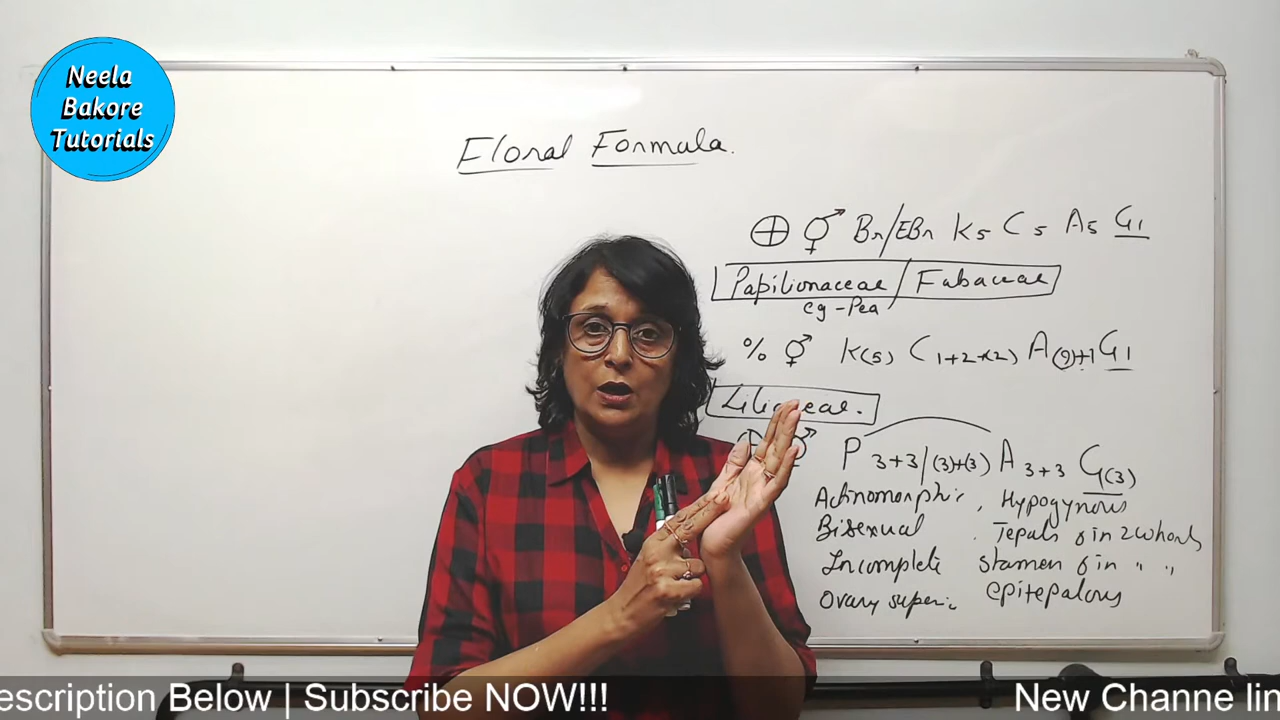 Neela
Bakore
Tutorials
Floral Formula.
⊕ ⚥ Br/EBr K5 C5 A5 G1
Papilionaceae / Fabaceae
eg - Pea
% ⚥ K(5) C1+2+(2) A(9)+1 G1
Liliaceae.
⊕ ⚥ P3+3/(3)+(3) A3+3 G(3)
Actinomorphic, Hypogynous
Bisexual . Tepals 6 in 2 whorls
Incomplete stamen 6 in " "
Ovary superior epitepalous
escription Below | Subscribe NOW!!! New Channe lin